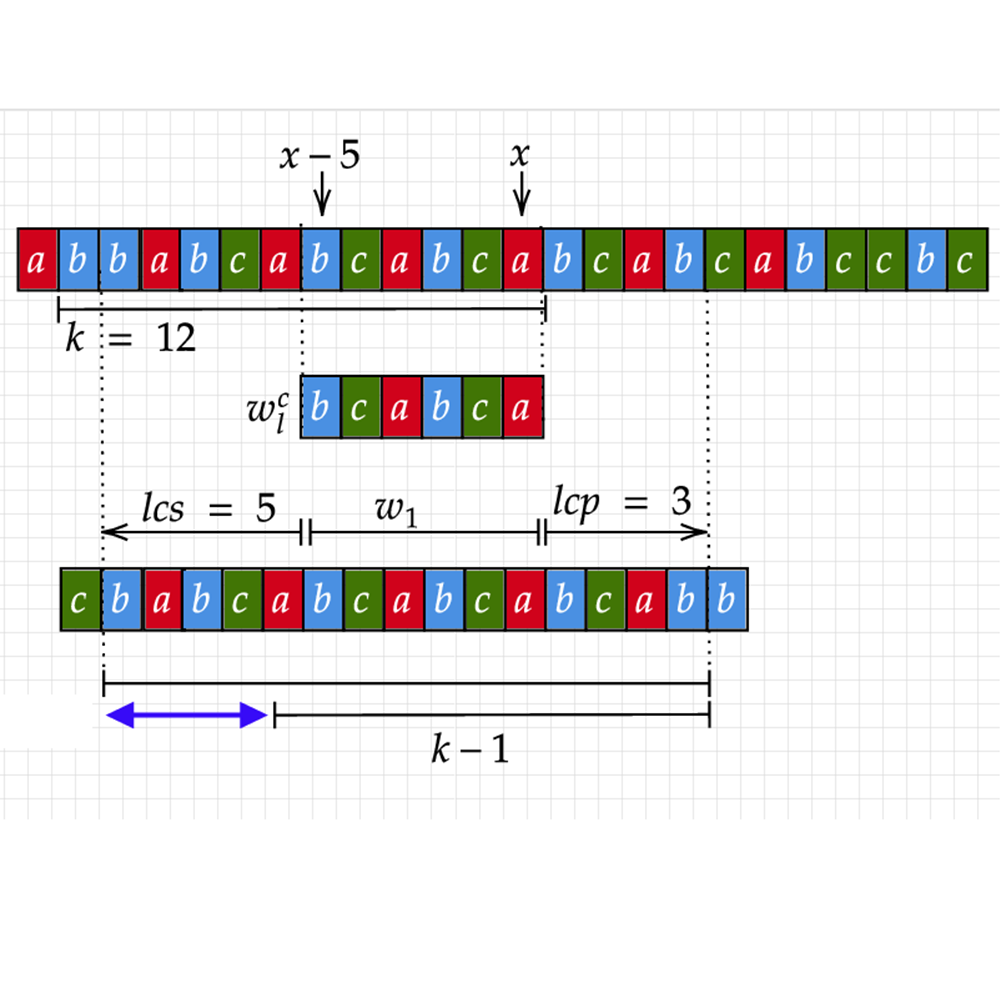 x − 5 x
a b b a b c a b c a b c a b c a b c a b c c b c
k = 12
w_l^c b c a b c a
lcs = 5 w_1 lcp = 3
c b a b c a b c a b c a b c a b b
k − 1